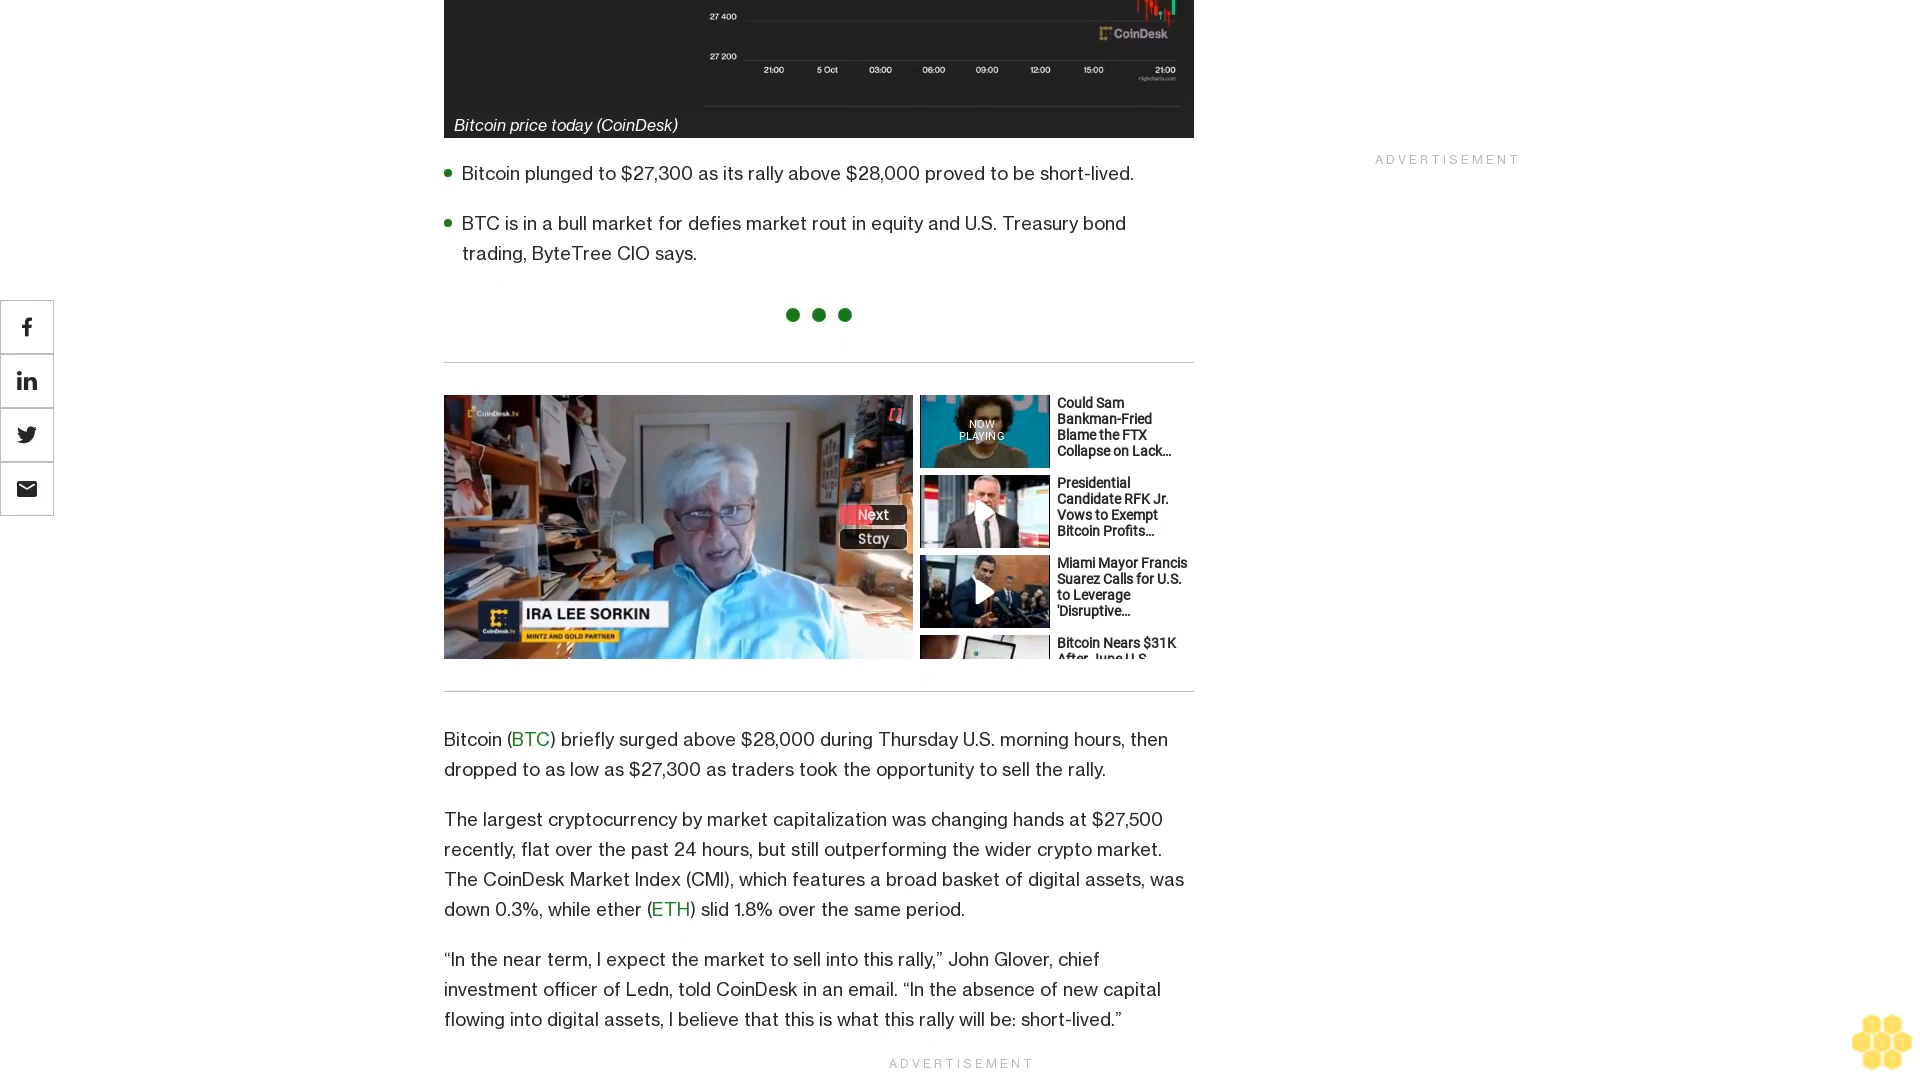 27 400
CoinDesk
27 200
21:00 5 Oct 03:00 06:00 09:00 12:00 15:00 21:00
Highcharts.com
Bitcoin price today (CoinDesk)
ADVERTISEMENT
Bitcoin plunged to $27,300 as its rally above $28,000 proved to be short-lived.
BTC is in a bull market for defies market rout in equity and U.S. Treasury bond
trading, ByteTree CIO says.
CoinDesk.tv
Next
Stay
IRA LEE SORKIN
CoinDesk.tv
MINTZ AND GOLD PARTNER
NOW
PLAYING
Could Sam
Bankman-Fried
Blame the FTX
Collapse on Lack...
Presidential
Candidate RFK Jr.
Vows to Exempt
Bitcoin Profits...
Miami Mayor Francis
Suarez Calls for U.S.
to Leverage
'Disruptive...
Bitcoin Nears $31K
After June U.S.
Bitcoin (BTC) briefly surged above $28,000 during Thursday U.S. morning hours, then
dropped to as low as $27,300 as traders took the opportunity to sell the rally.
The largest cryptocurrency by market capitalization was changing hands at $27,500
recently, flat over the past 24 hours, but still outperforming the wider crypto market.
The CoinDesk Market Index (CMI), which features a broad basket of digital assets, was
down 0.3%, while ether (ETH) slid 1.8% over the same period.
“In the near term, I expect the market to sell into this rally,” John Glover, chief
investment officer of Ledn, told CoinDesk in an email. “In the absence of new capital
flowing into digital assets, I believe that this is what this rally will be: short-lived.”
ADVERTISEMENT